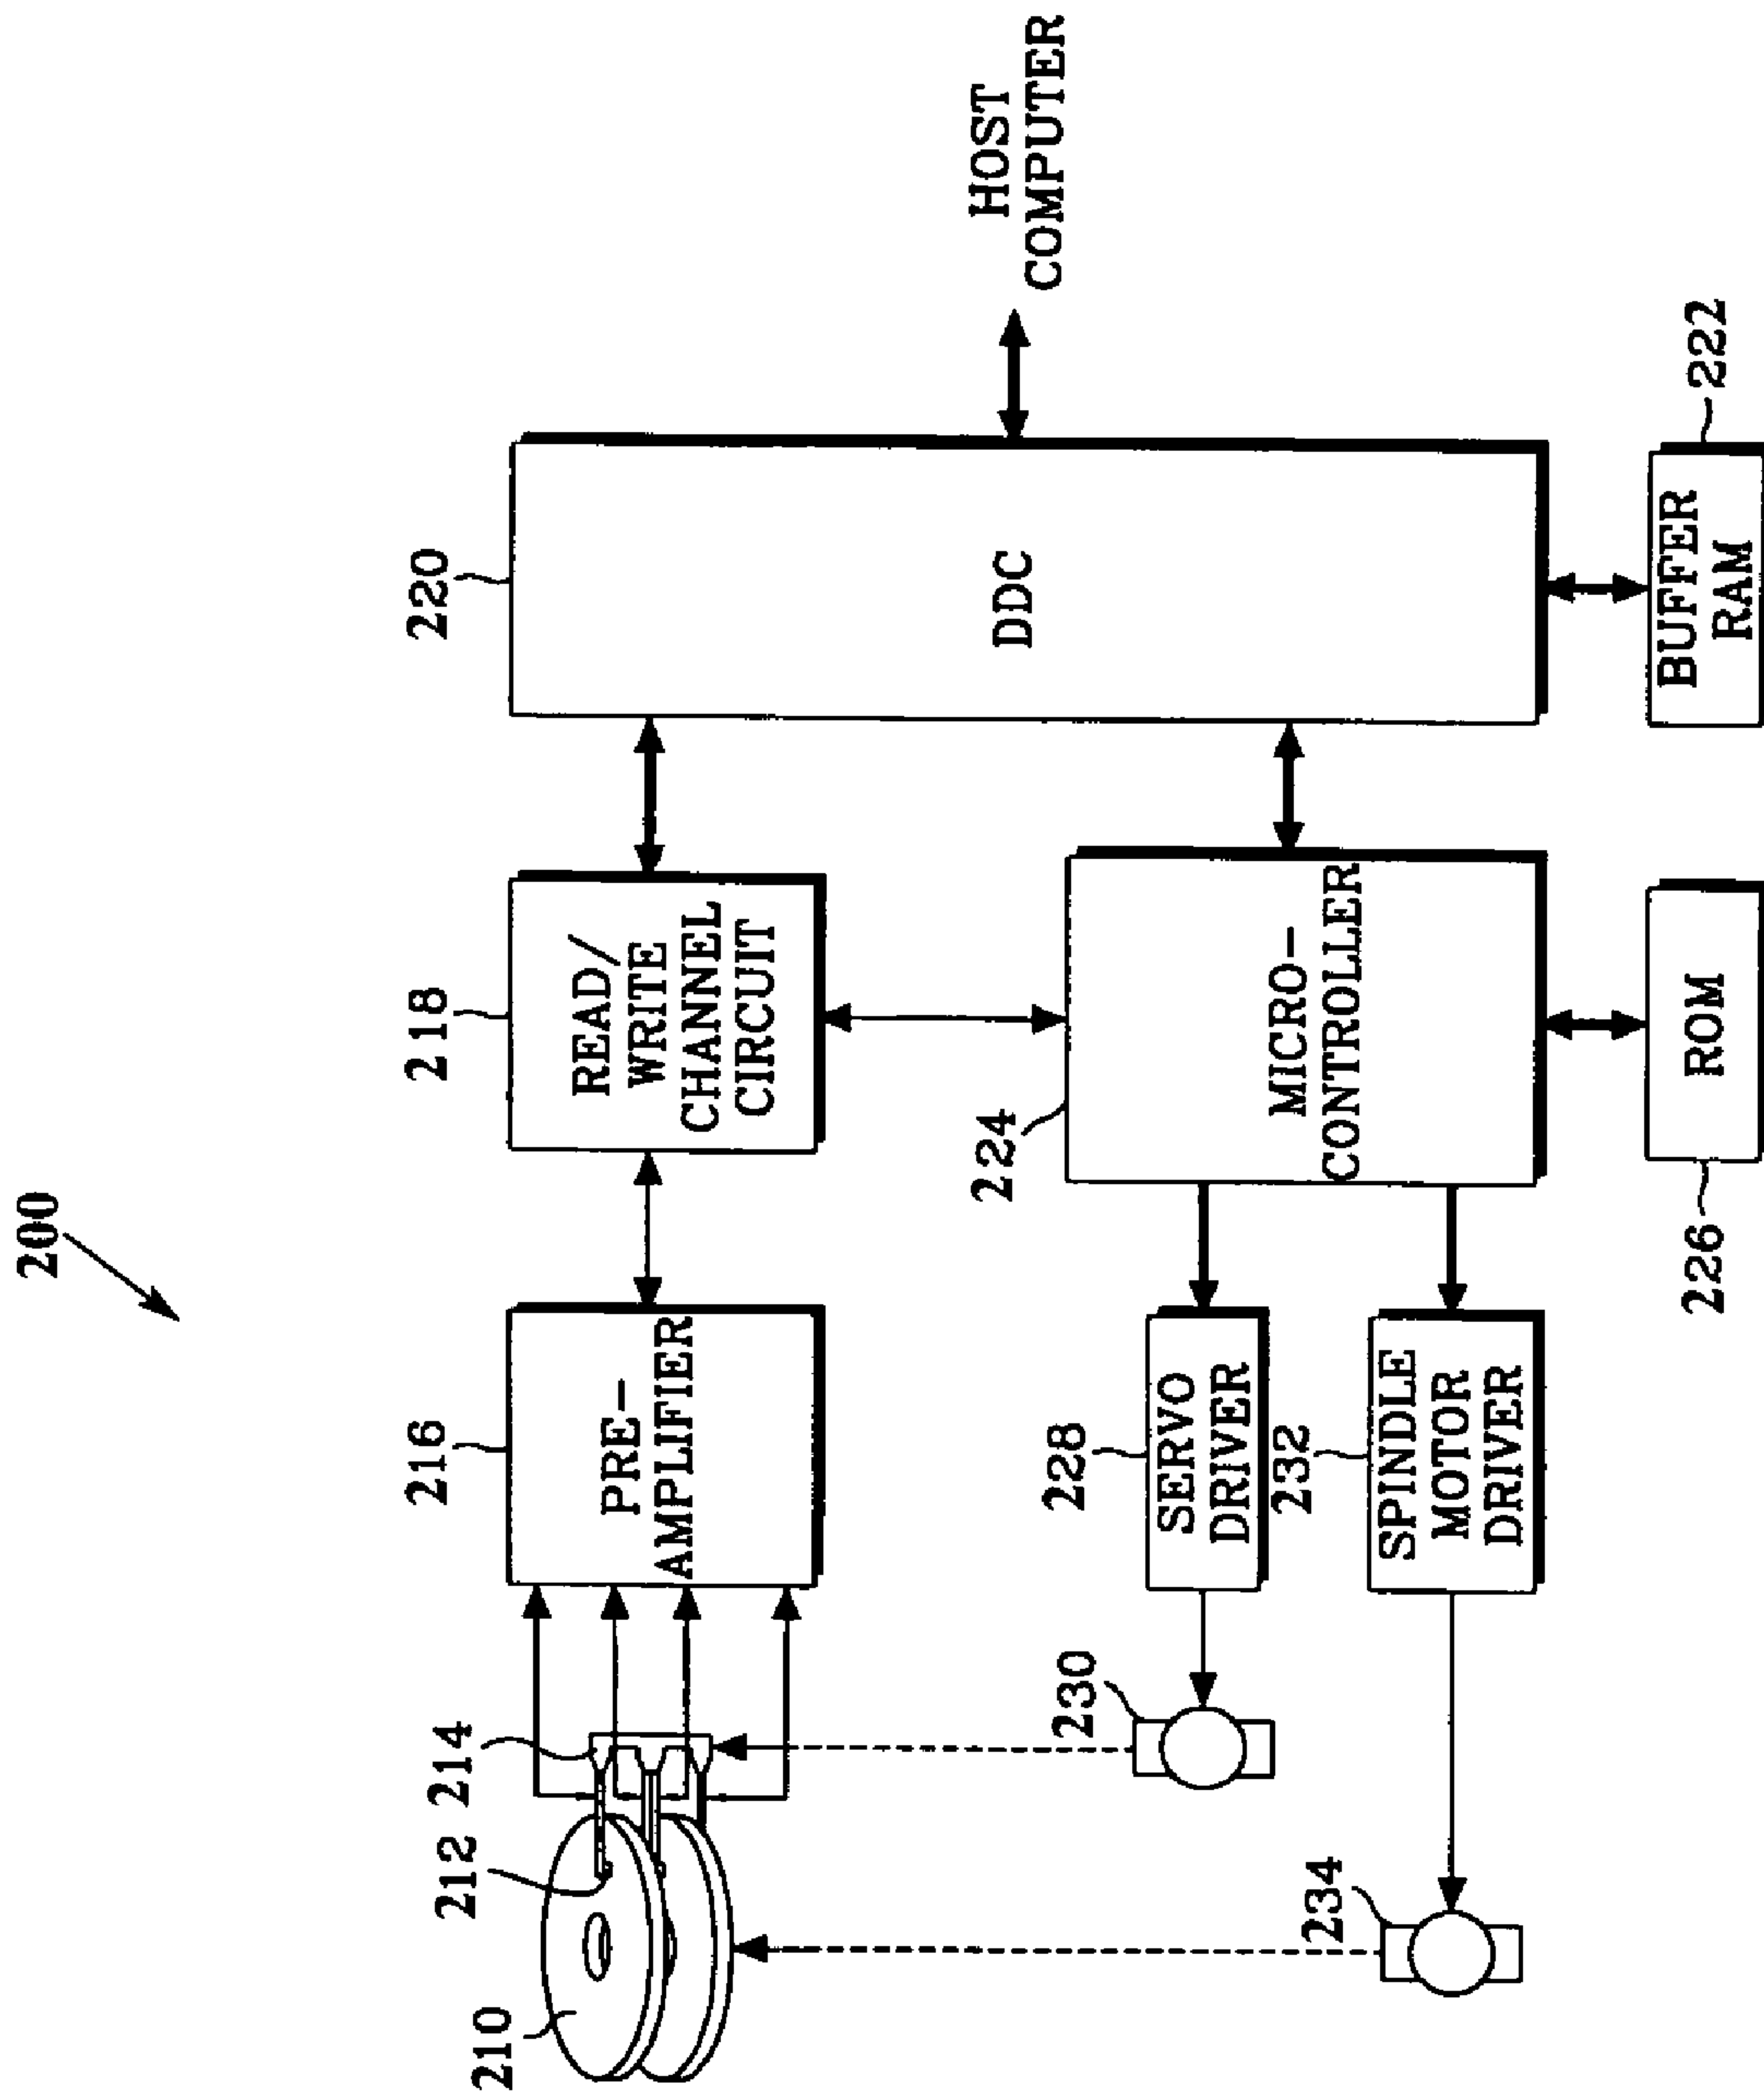 200
210
212
214
216
PRE-
AMPLIFIER
218
READ/
WRITE
CHANNEL
CIRCUIT
220
DDC
HOST
COMPUTER
230
228
SERVO
DRIVER
224
MICRO-
CONTROLLER
234
232
SPINDLE
MOTOR
DRIVER
226
ROM
BUFFER
RAM
222